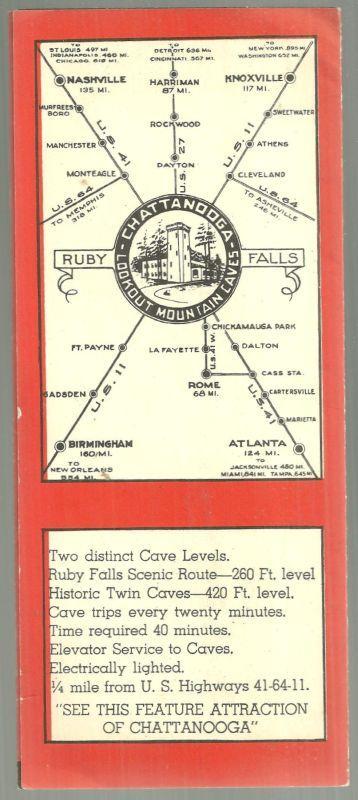 TO
ST LOUIS 497 MI
INDIANAPOLIS. 460 MI.
CHICAGO. 618 MI.
TO
DETROIT 636 MI.
CINCINNATI. 367 MI.
TO
NEW YORK. 895 MI
WASHINGTON 652 MI.
NASHVILLE
135 MI.
HARRIMAN
87 MI.
KNOXVILLE
117 MI.
MURFREES-
BORO
SWEETWATER
ROCKWOOD
U.S. 41
U.S. 27
U.S. 11
MANCHESTER
ATHENS
DAYTON
MONTEAGLE
CLEVELAND
U.S. 64
TO MEMPHIS
318 MI.
U.S. 64
TO ASHEVILLE
246 MI.
CHATTANOOGA
LOOKOUT MOUNTAIN CAVES
RUBY FALLS
CHICKAMAUGA PARK
FT. PAYNE
LA FAYETTE
U.S. 41 W.
DALTON
U.S. 11
CASS STA.
ROME
68 MI.
GADSDEN
CARTERSVILLE
U.S. 41
MARIETTA
BIRMINGHAM
160 MI.
TO
NEW ORLEANS
554 MI.
ATLANTA
124 MI.
TO
JACKSONVILLE 480 MI.
MIAMI, 841 MI. TAMPA, 645 MI
Two distinct Cave Levels.
Ruby Falls Scenic Route—260 Ft. level
Historic Twin Caves—420 Ft. level.
Cave trips every twenty minutes.
Time required 40 minutes.
Elevator Service to Caves.
Electrically lighted.
¼ mile from U. S. Highways 41-64-11.
"SEE THIS FEATURE ATTRACTION
OF CHATTANOOGA"